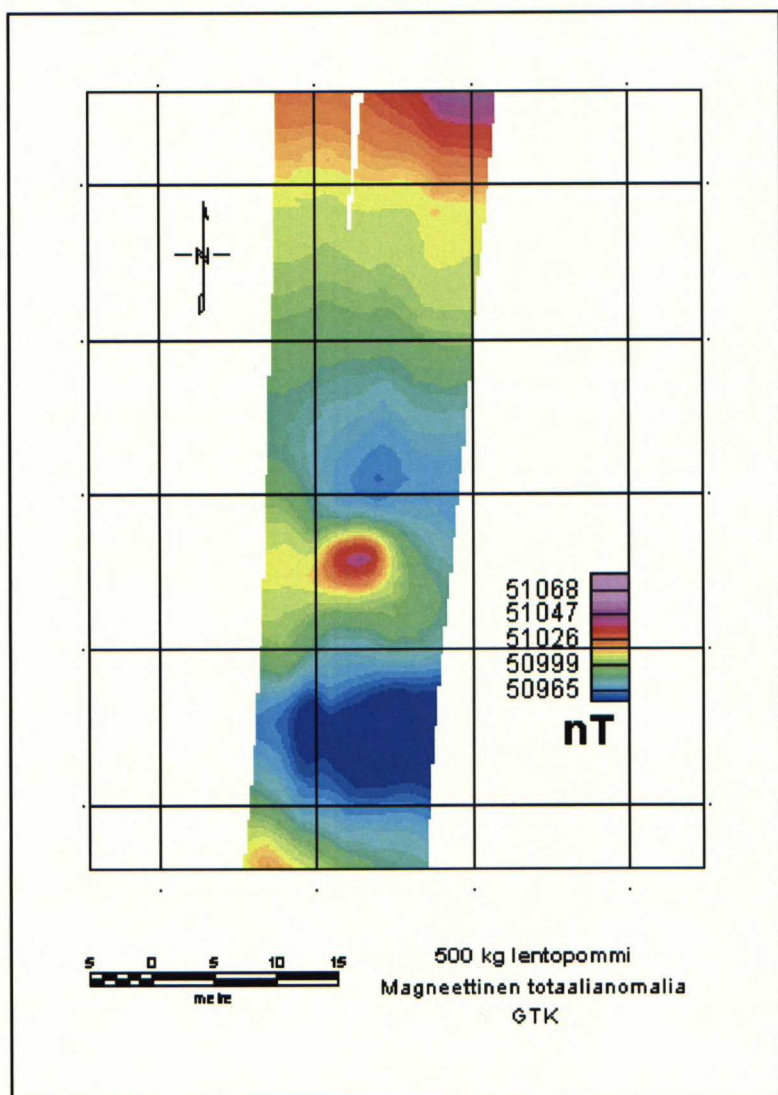 N
51068
51047
51026
50999
50965
nT
5 0 5 10 15
metre
500 kg lentopommi
Magneettinen totaalianomalia
GTK